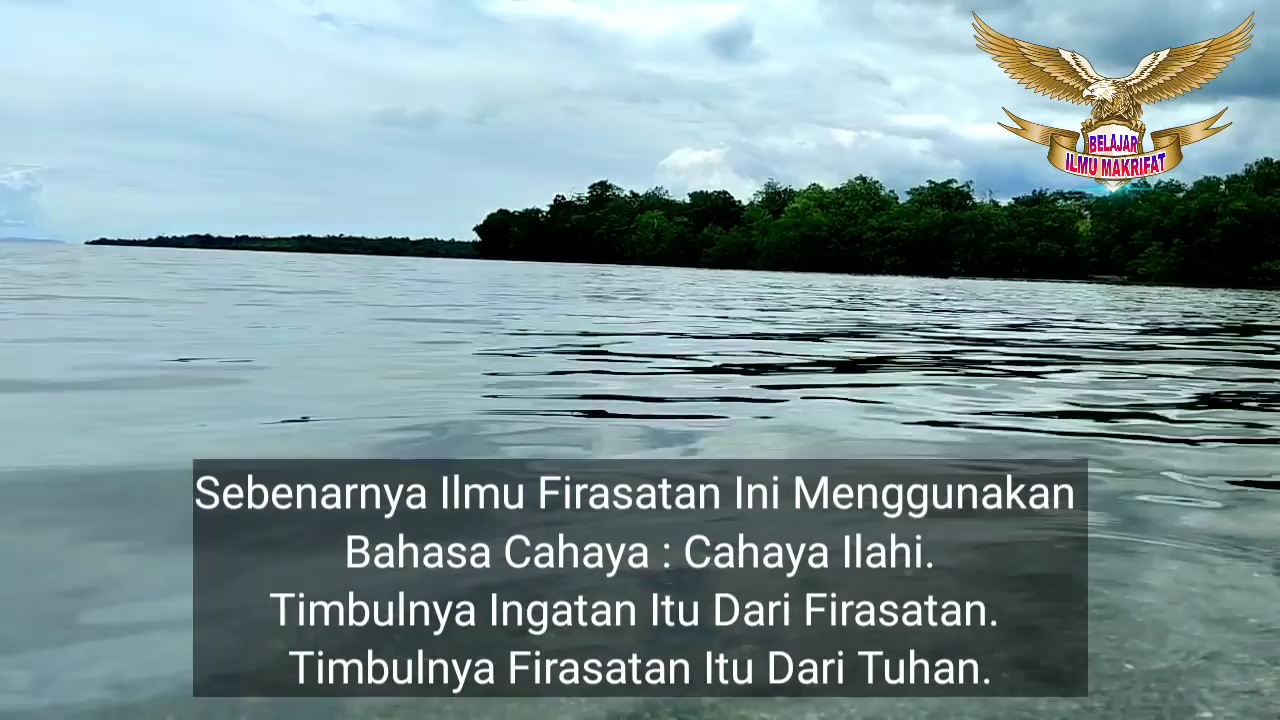 BELAJAR
ILMU MAKRIFAT
Sebenarnya Ilmu Firasatan Ini Menggunakan
Bahasa Cahaya : Cahaya Ilahi.
Timbulnya Ingatan Itu Dari Firasatan.
Timbulnya Firasatan Itu Dari Tuhan.